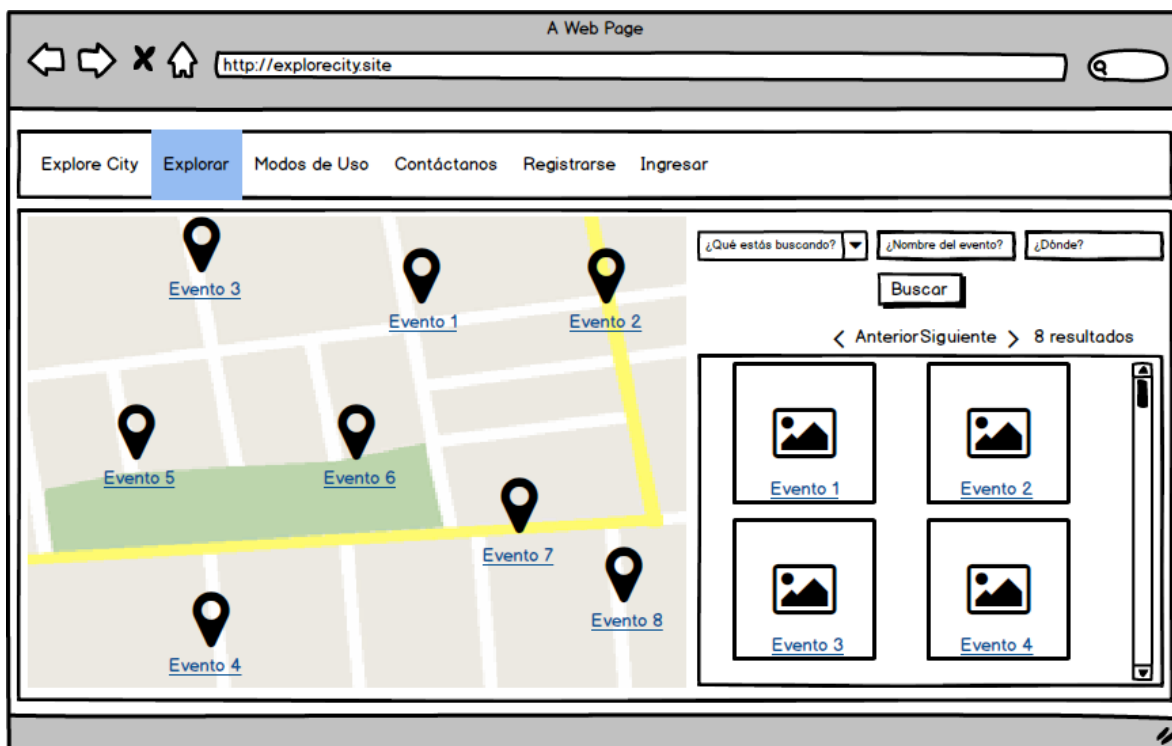 A Web Page
http://explorecity.site
Explore City Explorar Modos de Uso Contáctanos Registrarse Ingresar
¿Qué estás buscando? ¿Nombre del evento? ¿Dónde?
Buscar
Anterior Siguiente 8 resultados
Evento 3
Evento 1
Evento 2
Evento 5
Evento 6
Evento 7
Evento 8
Evento 4
Evento 1 Evento 2
Evento 3 Evento 4